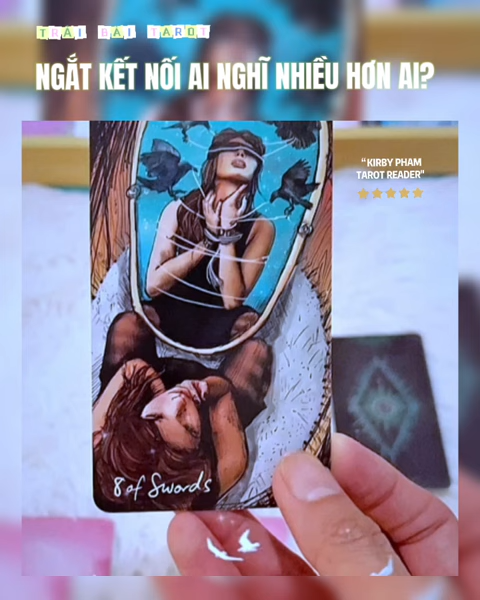 TRẢI BÀI TAROT
NGẮT KẾT NỐI AI NGHĨ NHIỀU HƠN AI?
"KIRBY PHAM
TAROT READER"
8 of Swords